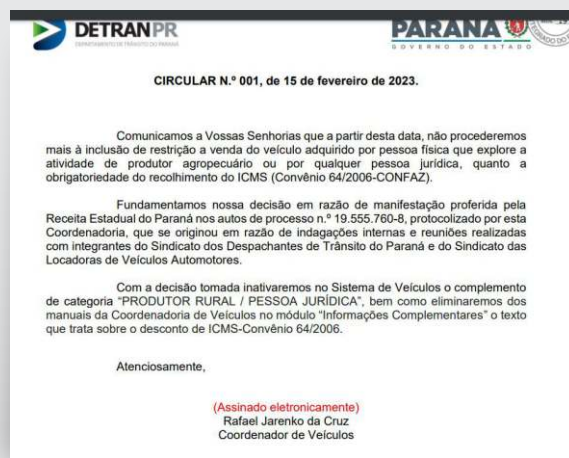 DETRANPR
DEPARTAMENTO DE TRÂNSITO DO PARANÁ
PARANÁ
GOVERNO DO ESTADO
CIRCULAR N.º 001, de 15 de fevereiro de 2023.
Comunicamos a Vossas Senhorias que a partir desta data, não procederemos
mais à inclusão de restrição a venda do veículo adquirido por pessoa física que explore a
atividade de produtor agropecuário ou por qualquer pessoa jurídica, quanto a
obrigatoriedade do recolhimento do ICMS (Convênio 64/2006-CONFAZ).
Fundamentamos nossa decisão em razão de manifestação proferida pela
Receita Estadual do Paraná nos autos de processo n.º 19.555.760-8, protocolizado por esta
Coordenadoria, que se originou em razão de indagações internas e reuniões realizadas
com integrantes do Sindicato dos Despachantes de Trânsito do Paraná e do Sindicato das
Locadoras de Veículos Automotores.
Com a decisão tomada inativaremos no Sistema de Veículos o complemento
de categoria “PRODUTOR RURAL / PESSOA JURÍDICA”, bem como eliminaremos dos
manuais da Coordenadoria de Veículos no módulo “Informações Complementares” o texto
que trata sobre o desconto de ICMS-Convênio 64/2006.
Atenciosamente,
(Assinado eletronicamente)
Rafael Jarenko da Cruz
Coordenador de Veículos